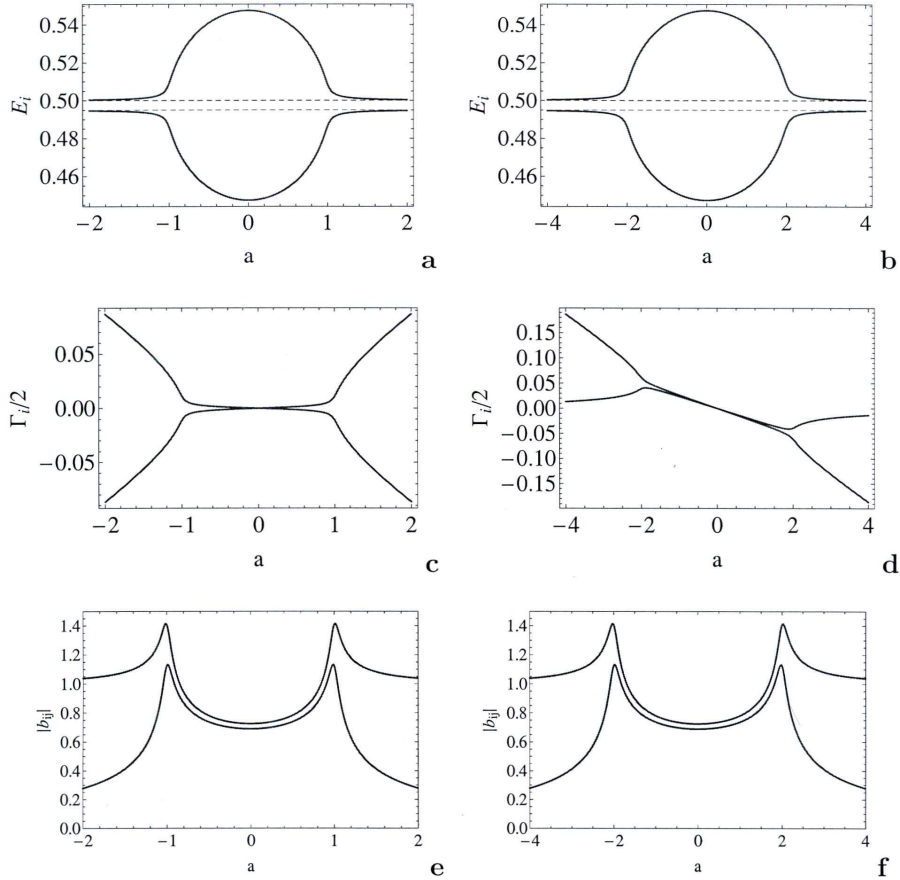 0.54
0.52
0.50
0.48
0.46
E_i
−2 −1 0 1 2
a
a
0.54
0.52
0.50
0.48
0.46
E_i
−4 −2 0 2 4
a
b
0.05
0.00
−0.05
Γ_i/2
−2 −1 0 1 2
a
c
0.15
0.10
0.05
0.00
−0.05
−0.10
−0.15
Γ_i/2
−4 −2 0 2 4
a
d
1.4
1.2
1.0
0.8
0.6
0.4
0.2
0.0
|b_ij|
−2 −1 0 1 2
a
e
1.4
1.2
1.0
0.8
0.6
0.4
0.2
0.0
|b_ij|
−4 −2 0 2 4
a
f